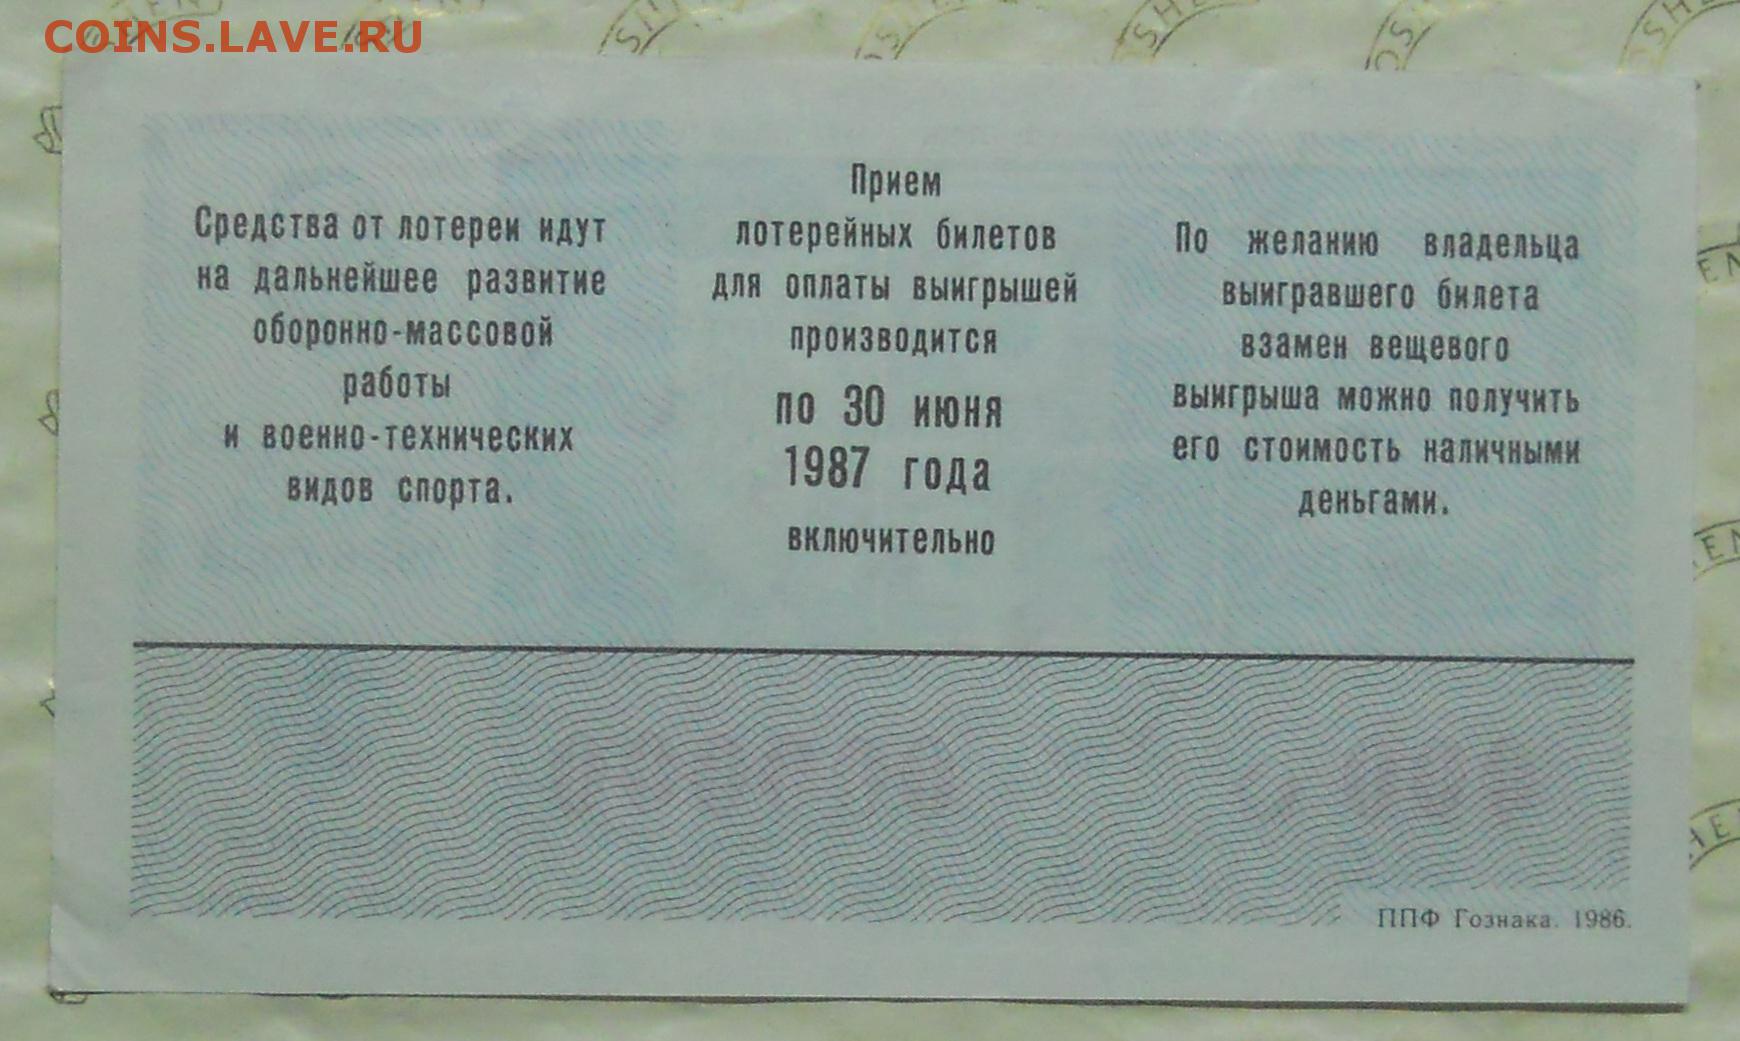 COINS.LAVE.RU
Средства от лотереи идут
на дальнейшее развитие
оборонно-массовой
работы
и военно-технических
видов спорта.
Прием
лотерейных билетов
для оплаты выигрышей
производится
по 30 июня
1987 года
включительно
По желанию владельца
выигравшего билета
взамен вещевого
выигрыша можно получить
его стоимость наличными
деньгами.
ППФ Гознака. 1986.